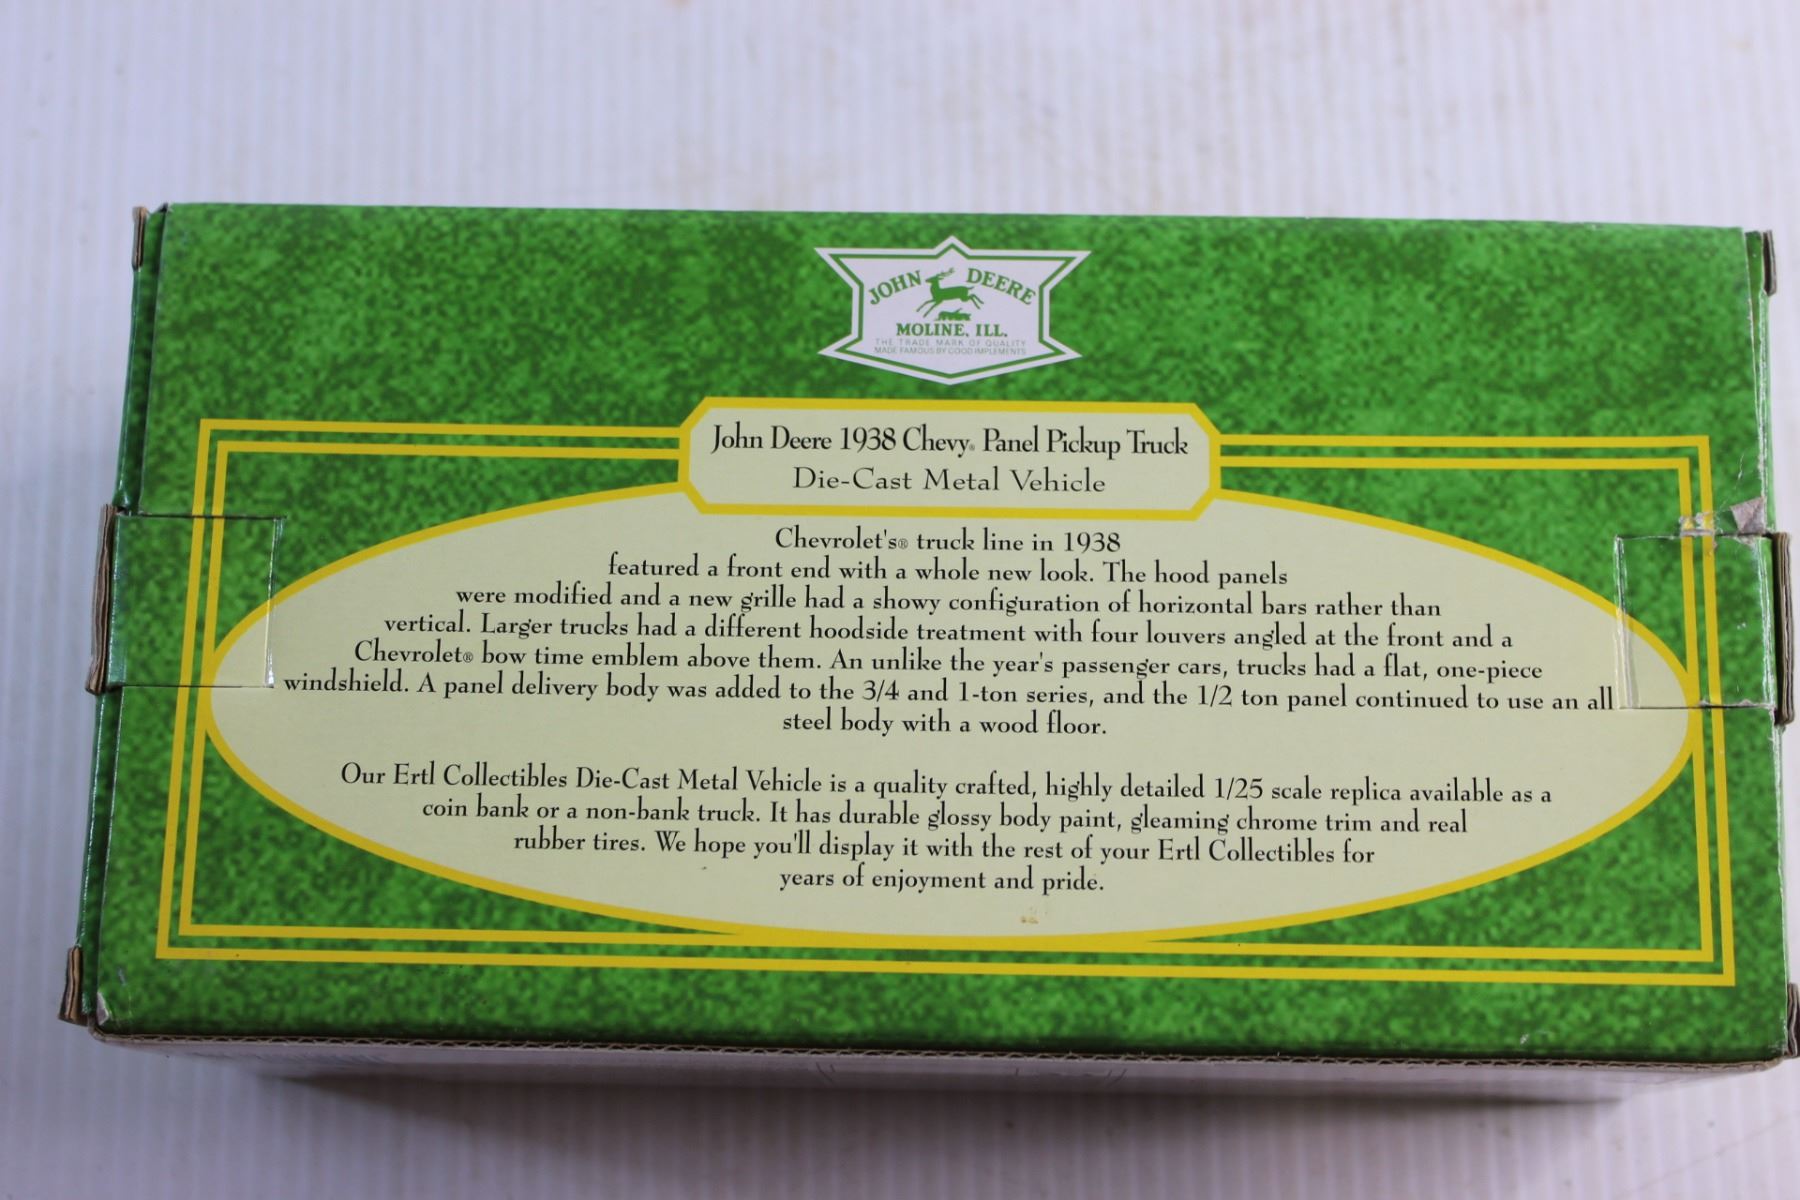 JOHN DEERE
MOLINE, ILL.
THE TRADE MARK OF QUALITY
MADE FAMOUS BY GOOD IMPLEMENTS
John Deere 1938 Chevy® Panel Pickup Truck
Die-Cast Metal Vehicle
Chevrolet's® truck line in 1938
featured a front end with a whole new look. The hood panels
were modified and a new grille had a showy configuration of horizontal bars rather than
vertical. Larger trucks had a different hoodside treatment with four louvers angled at the front and a
Chevrolet® bow time emblem above them. An unlike the year's passenger cars, trucks had a flat, one-piece
windshield. A panel delivery body was added to the 3/4 and 1-ton series, and the 1/2 ton panel continued to use an all
steel body with a wood floor.
Our Ertl Collectibles Die-Cast Metal Vehicle is a quality crafted, highly detailed 1/25 scale replica available as a
coin bank or a non-bank truck. It has durable glossy body paint, gleaming chrome trim and real
rubber tires. We hope you'll display it with the rest of your Ertl Collectibles for
years of enjoyment and pride.